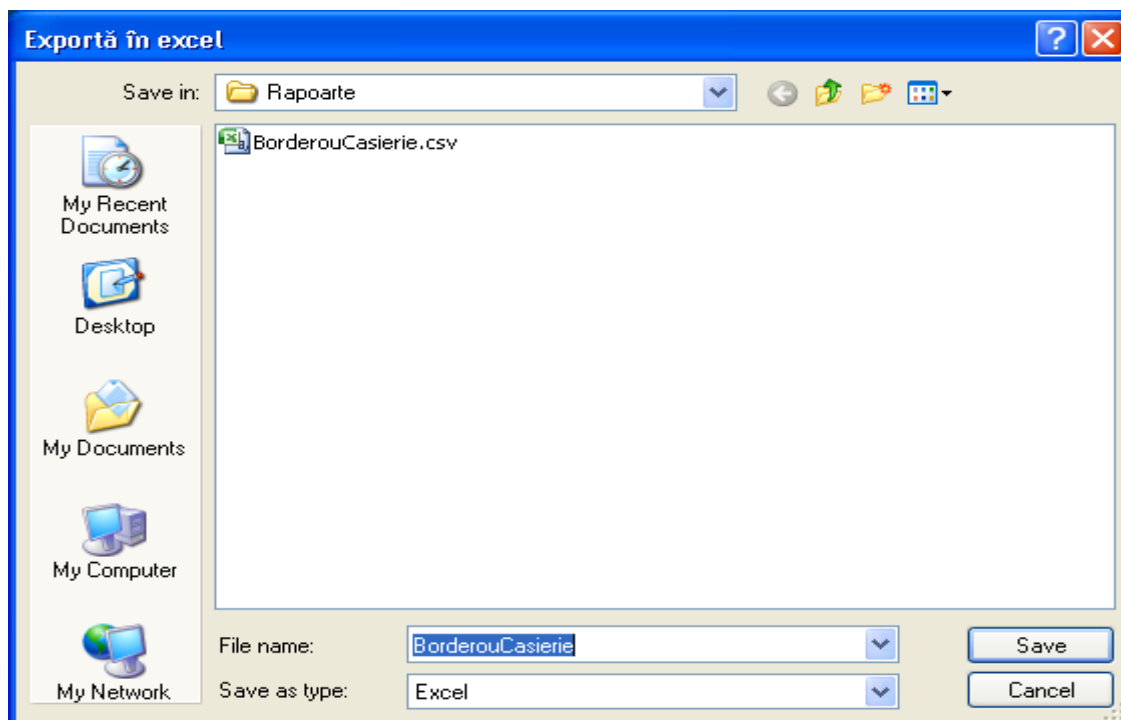 Exportă în excel
Save in:
Rapoarte
BorderouCasierie.csv
My Recent
Documents
Desktop
My Documents
My Computer
My Network
File name:
BorderouCasierie
Save
Save as type:
Excel
Cancel